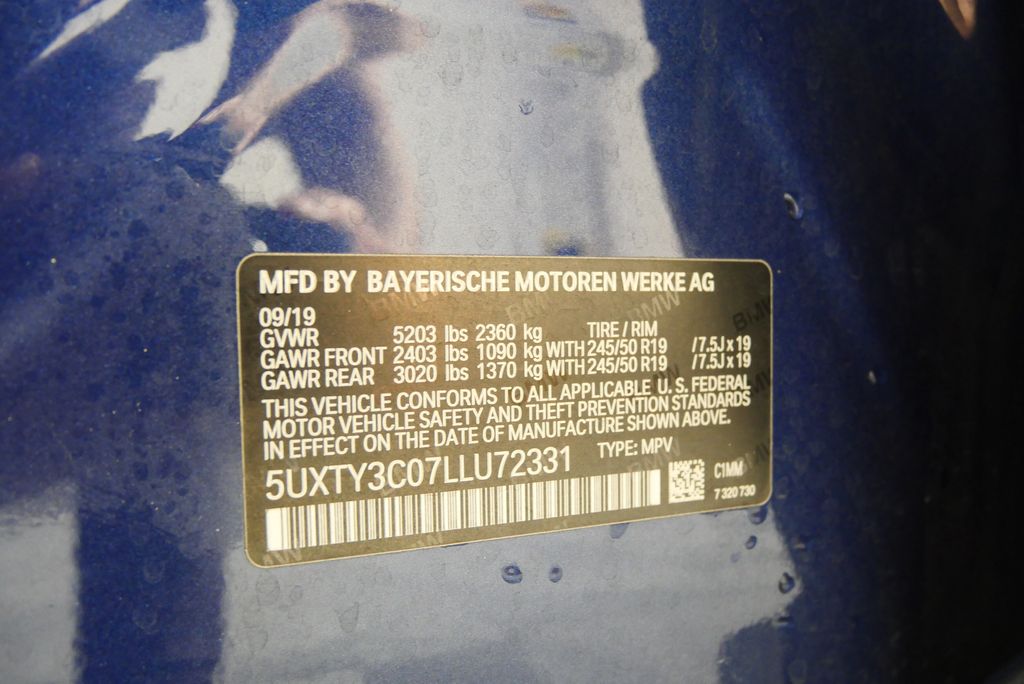 MFD BY BAYERISCHE MOTOREN WERKE AG
09/19
GVWR 5203 lbs 2360 kg TIRE / RIM
GAWR FRONT 2403 lbs 1090 kg WITH 245/50 R19 /7.5J x 19
GAWR REAR 3020 lbs 1370 kg WITH 245/50 R19 /7.5J x 19
THIS VEHICLE CONFORMS TO ALL APPLICABLE U.S. FEDERAL
MOTOR VEHICLE SAFETY AND THEFT PREVENTION STANDARDS
IN EFFECT ON THE DATE OF MANUFACTURE SHOWN ABOVE.
TYPE: MPV
5UXTY3C07LLU72331
C1MM
7 320 730